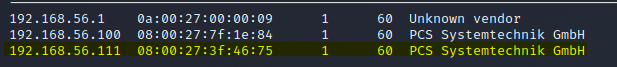 192.168.56.1 0a:00:27:00:00:09 1 60 Unknown vendor
192.168.56.100 08:00:27:7f:1e:84 1 60 PCS Systemtechnik GmbH
192.168.56.111 08:00:27:3f:46:75 1 60 PCS Systemtechnik GmbH